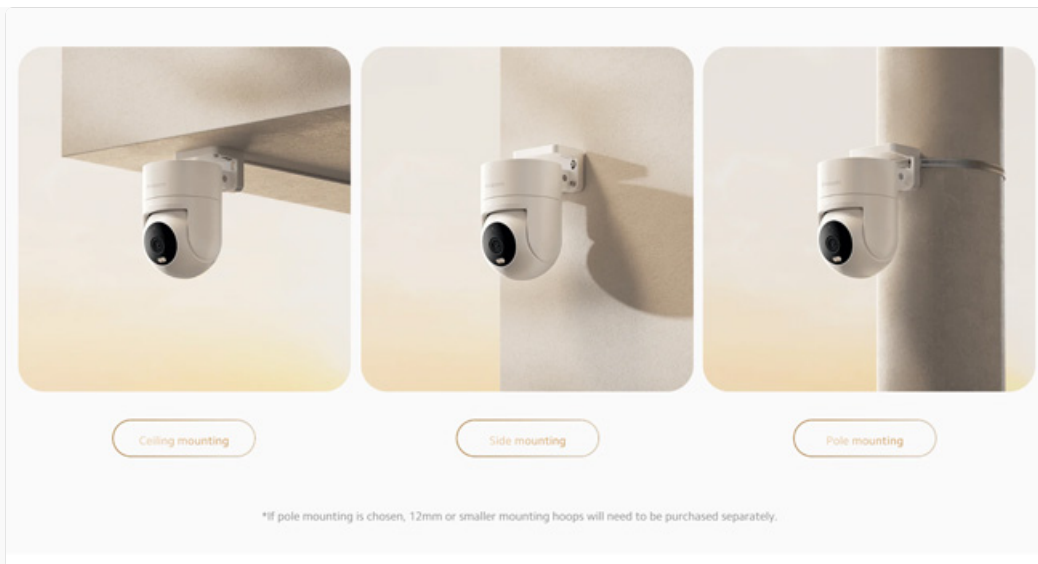 Ceiling mounting
Side mounting
Pole mounting
*If pole mounting is chosen, 12mm or smaller mounting hoops will need to be purchased separately.